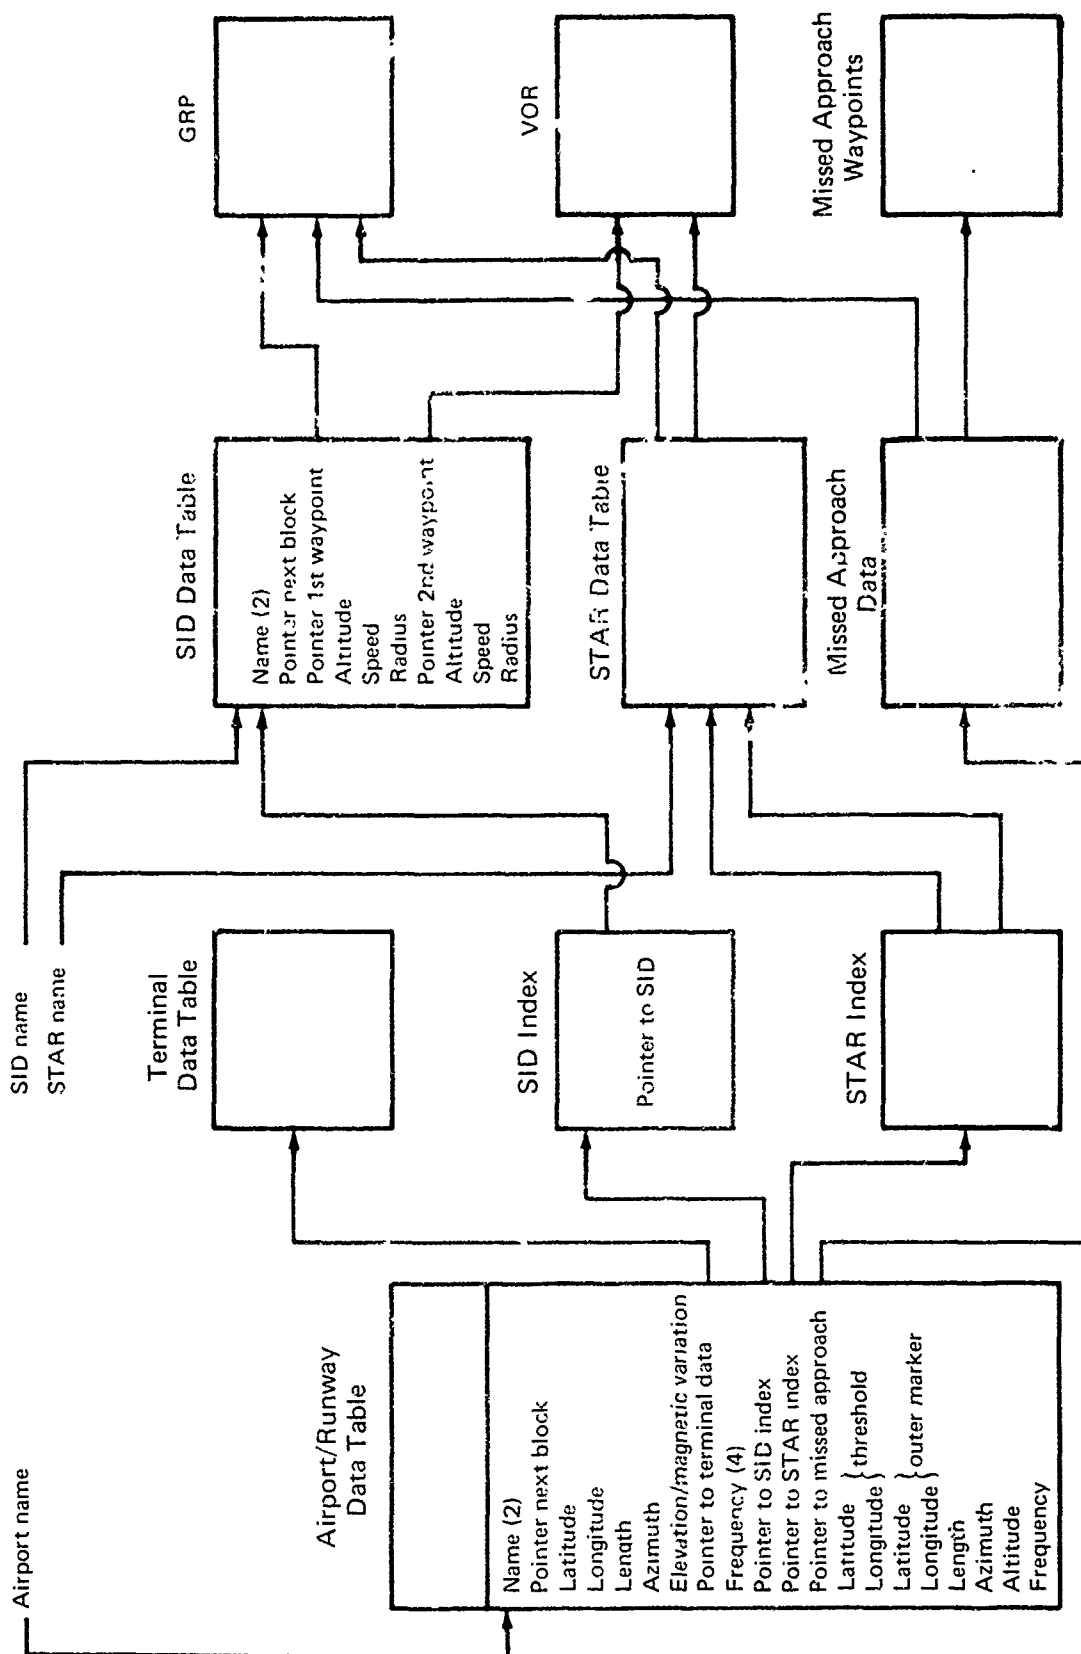 Airport name
Airport/Runway
Data Table
Name (2)
Pointer next block
Latitude
Longitude
Length
Azimuth
Elevation/magnetic variation
Pointer to terminal data
Frequency (4)
Pointer to SID index
Pointer to STAR index
Pointer to missed approach
Latitude } threshold
Longitude
Latitude } outer marker
Longitude
Length
Azimuth
Altitude
Frequency
SID name
STAR name
Terminal
Data Table
SID Index
Pointer to SID
STAR Index
SID Data Table
Name (2)
Pointer next block
Pointer 1st waypoint
Altitude
Speed
Radius
Pointer 2nd waypoint
Altitude
Speed
Radius
STAR Data Table
Missed Approach
Data
GRP
VOR
Missed Approach
Waypoints